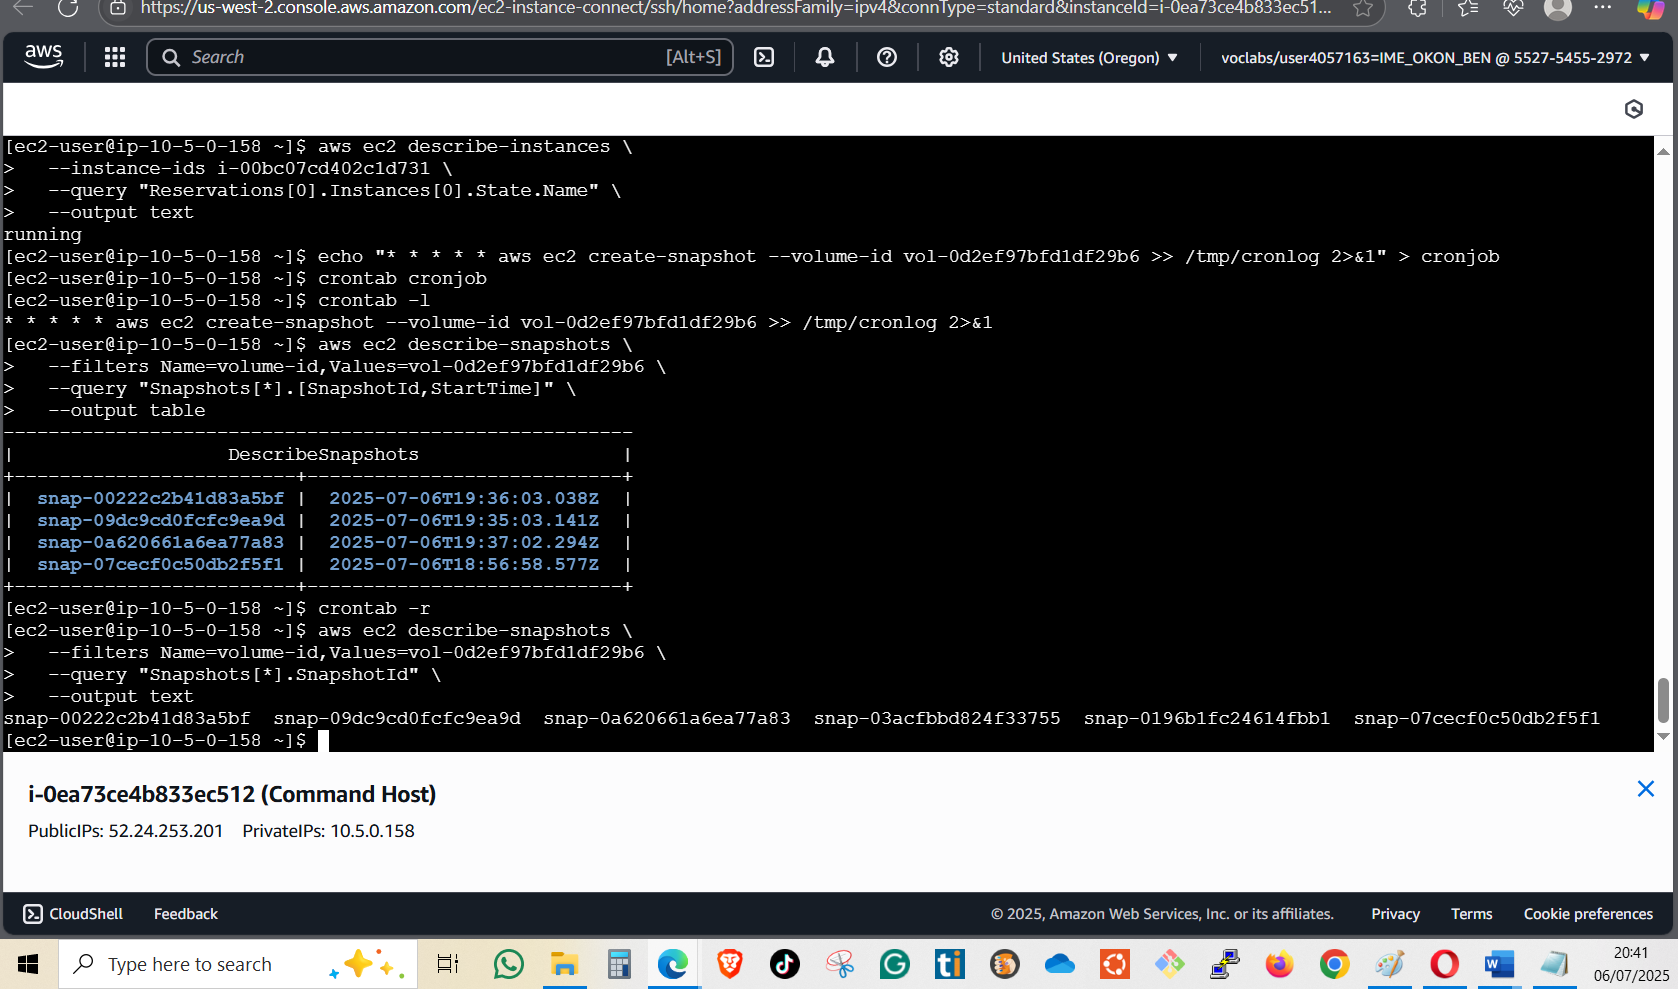 https://us-west-2.console.aws.amazon.com/ec2-instance-connect/ssh/home?addressFamily=ipv4&connType=standard&instanceId=i-0ea73ce4b833ec51...
aws Search [Alt+S] United States (Oregon) voclabs/user4057163=IME_OKON_BEN @ 5527-5455-2972
[ec2-user@ip-10-5-0-158 ~]$ aws ec2 describe-instances \
>   --instance-ids i-00bc07cd402c1d731 \
>   --query "Reservations[0].Instances[0].State.Name" \
>   --output text
running
[ec2-user@ip-10-5-0-158 ~]$ echo "* * * * * aws ec2 create-snapshot --volume-id vol-0d2ef97bfd1df29b6 >> /tmp/cronlog 2>&1" > cronjob
[ec2-user@ip-10-5-0-158 ~]$ crontab cronjob
[ec2-user@ip-10-5-0-158 ~]$ crontab -l
* * * * * aws ec2 create-snapshot --volume-id vol-0d2ef97bfd1df29b6 >> /tmp/cronlog 2>&1
[ec2-user@ip-10-5-0-158 ~]$ aws ec2 describe-snapshots \
>   --filters Name=volume-id,Values=vol-0d2ef97bfd1df29b6 \
>   --query "Snapshots[*].[SnapshotId,StartTime]" \
>   --output table
--------------------------------------------------------
|                   DescribeSnapshots                  |
+--------------------------+----------------------------+
|  snap-00222c2b41d83a5bf |  2025-07-06T19:36:03.038Z  |
|  snap-09dc9cd0fcfc9ea9d |  2025-07-06T19:35:03.141Z  |
|  snap-0a620661a6ea77a83 |  2025-07-06T19:37:02.294Z  |
|  snap-07cecf0c50db2f5f1 |  2025-07-06T18:56:58.577Z  |
+--------------------------+----------------------------+
[ec2-user@ip-10-5-0-158 ~]$ crontab -r
[ec2-user@ip-10-5-0-158 ~]$ aws ec2 describe-snapshots \
>   --filters Name=volume-id,Values=vol-0d2ef97bfd1df29b6 \
>   --query "Snapshots[*].SnapshotId" \
>   --output text
snap-00222c2b41d83a5bf  snap-09dc9cd0fcfc9ea9d  snap-0a620661a6ea77a83  snap-03acfbbd824f33755  snap-0196b1fc24614fbb1  snap-07cecf0c50db2f5f1
[ec2-user@ip-10-5-0-158 ~]$
i-0ea73ce4b833ec512 (Command Host)
PublicIPs: 52.24.253.201 PrivateIPs: 10.5.0.158
CloudShell Feedback © 2025, Amazon Web Services, Inc. or its affiliates. Privacy Terms Cookie preferences
Type here to search
ti
W
20:41
06/07/2025